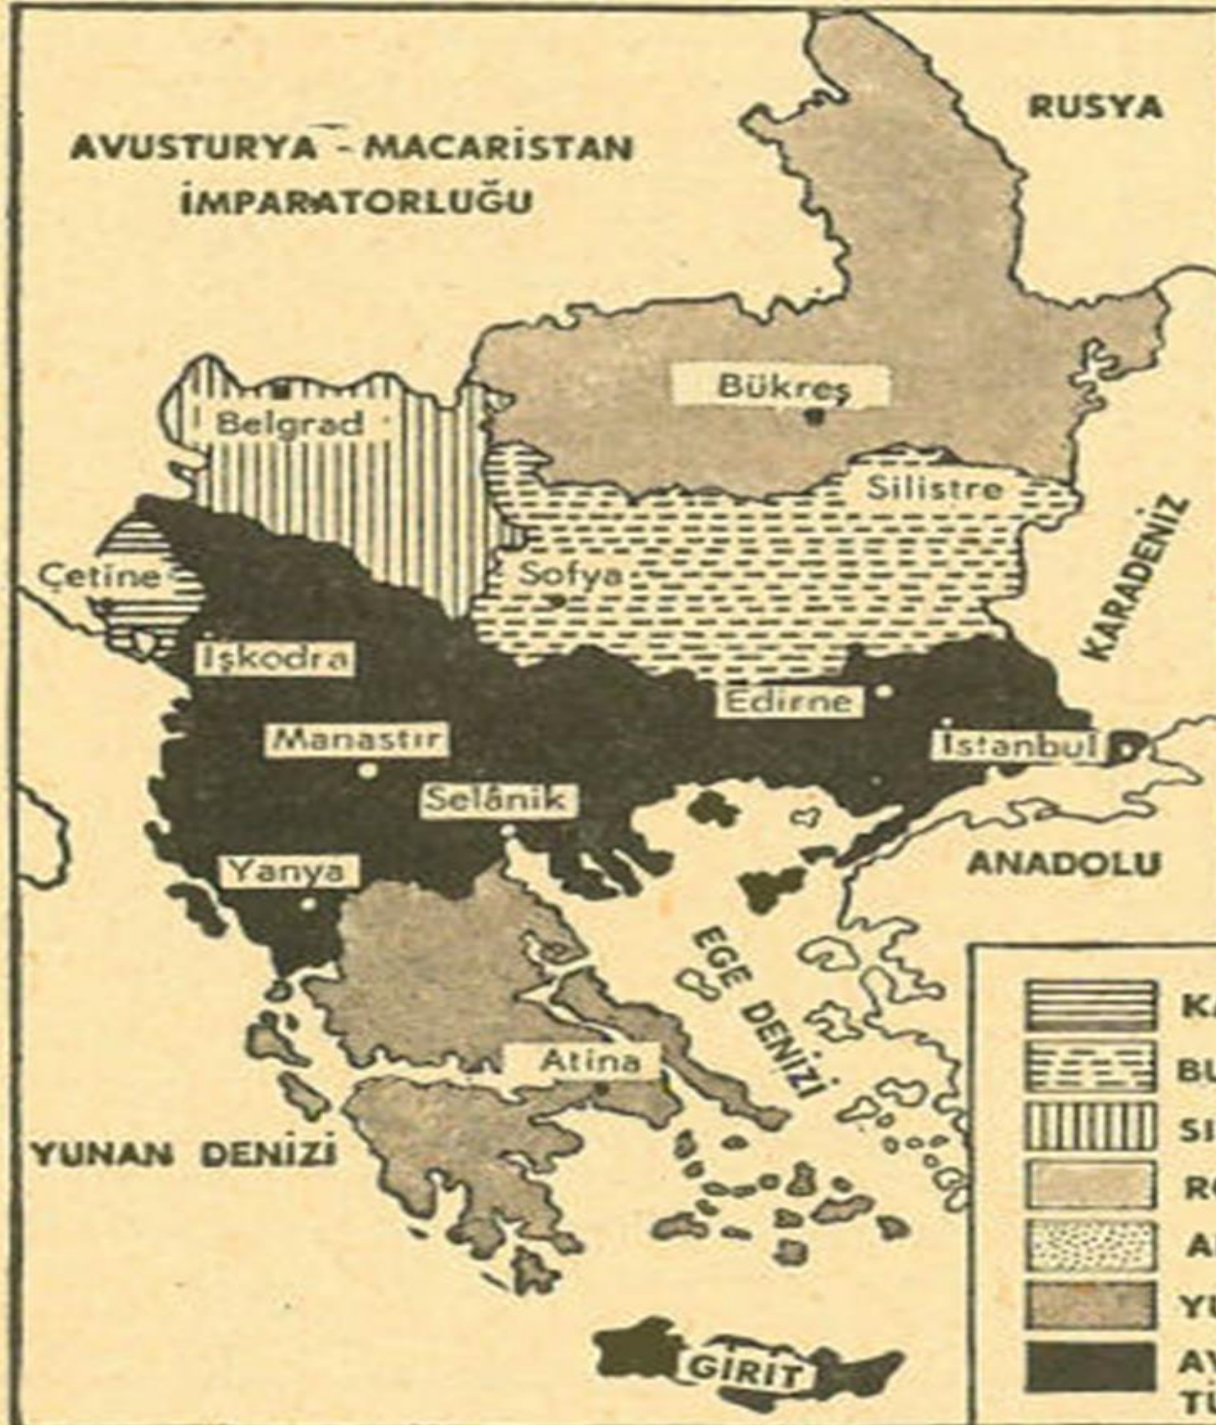 RUSYA
AVUSTURYA - MACARİSTAN
İMPARATORLUĞU
Bükreş
Belgrad
Silistre
KARADENİZ
Çetine
Sofya
İşkodra
Edirne
Manastır
İstanbul
Selânik
Yanya
ANADOLU
EGE DENİZİ
Atina
YUNAN DENİZİ
GİRİT